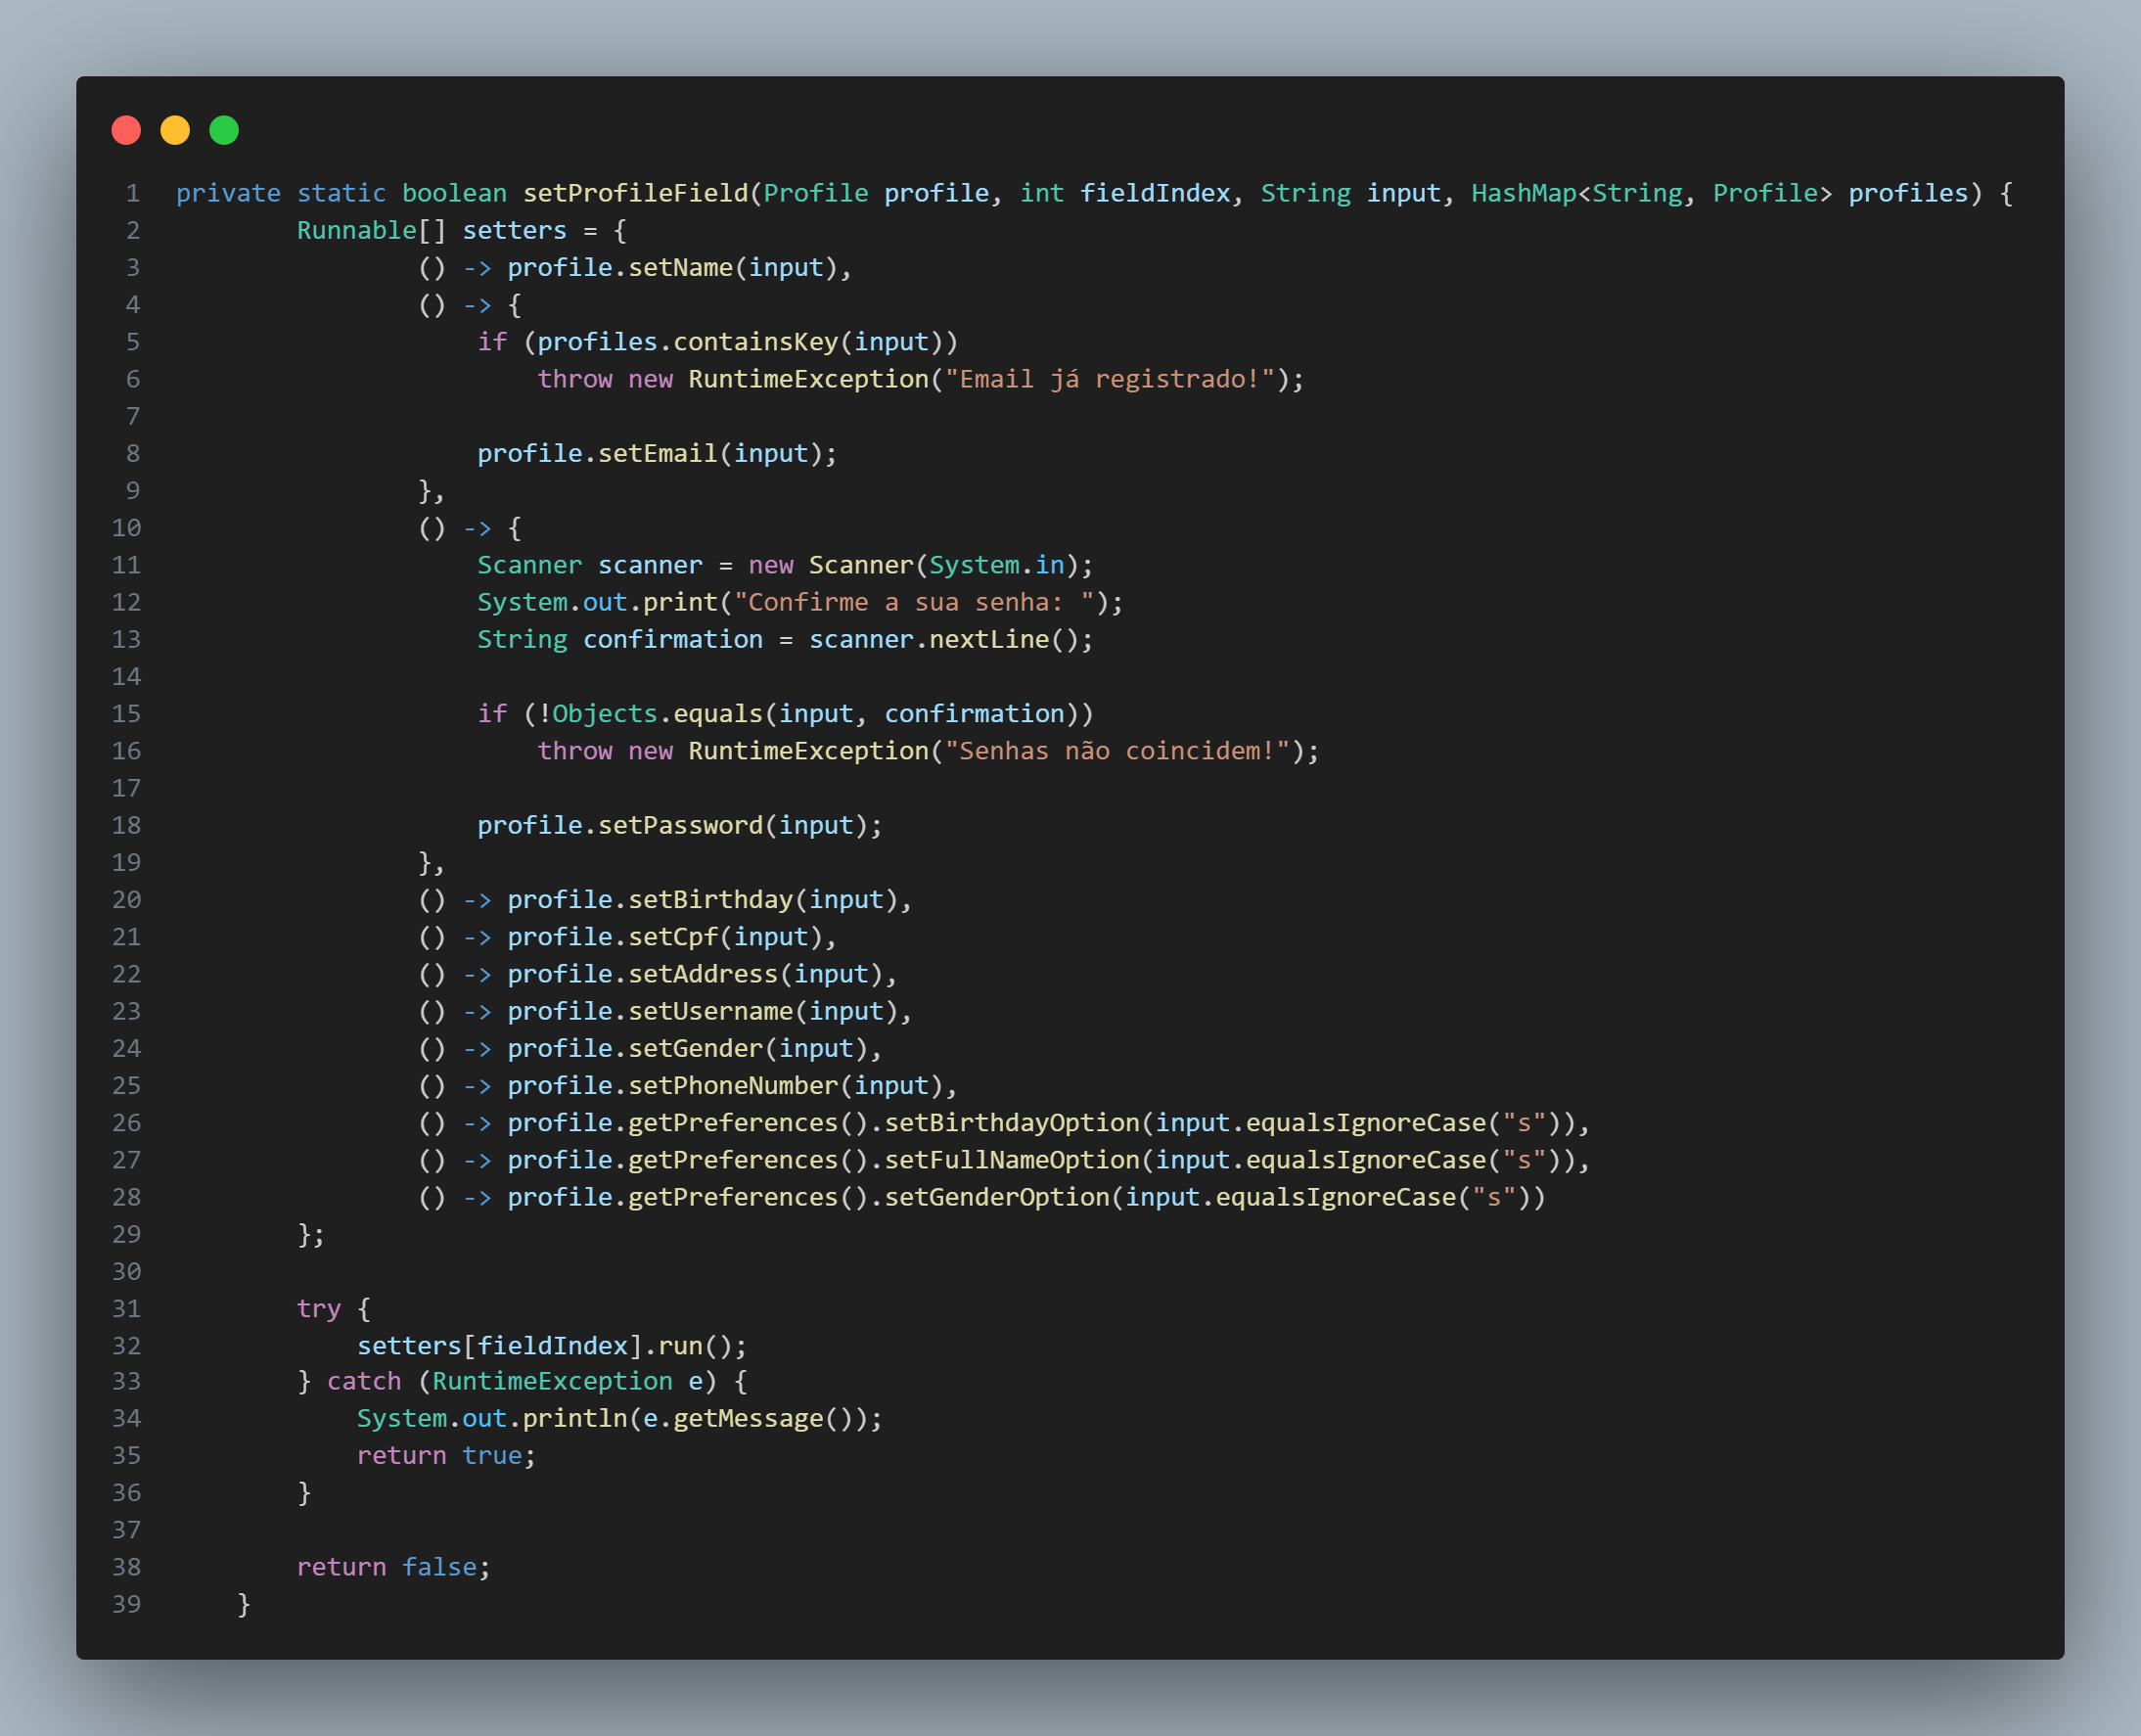 1 private static boolean setProfileField(Profile profile, int fieldIndex, String input, HashMap<String, Profile> profiles) {
2 Runnable[] setters = {
3 () -> profile.setName(input),
4 () -> {
5 if (profiles.containsKey(input))
6 throw new RuntimeException("Email já registrado!");
7
8 profile.setEmail(input);
9 },
10 () -> {
11 Scanner scanner = new Scanner(System.in);
12 System.out.print("Confirme a sua senha: ");
13 String confirmation = scanner.nextLine();
14
15 if (!Objects.equals(input, confirmation))
16 throw new RuntimeException("Senhas não coincidem!");
17
18 profile.setPassword(input);
19 },
20 () -> profile.setBirthday(input),
21 () -> profile.setCpf(input),
22 () -> profile.setAddress(input),
23 () -> profile.setUsername(input),
24 () -> profile.setGender(input),
25 () -> profile.setPhoneNumber(input),
26 () -> profile.getPreferences().setBirthdayOption(input.equalsIgnoreCase("s")),
27 () -> profile.getPreferences().setFullNameOption(input.equalsIgnoreCase("s")),
28 () -> profile.getPreferences().setGenderOption(input.equalsIgnoreCase("s"))
29 };
30
31 try {
32 setters[fieldIndex].run();
33 } catch (RuntimeException e) {
34 System.out.println(e.getMessage());
35 return true;
36 }
37
38 return false;
39 }